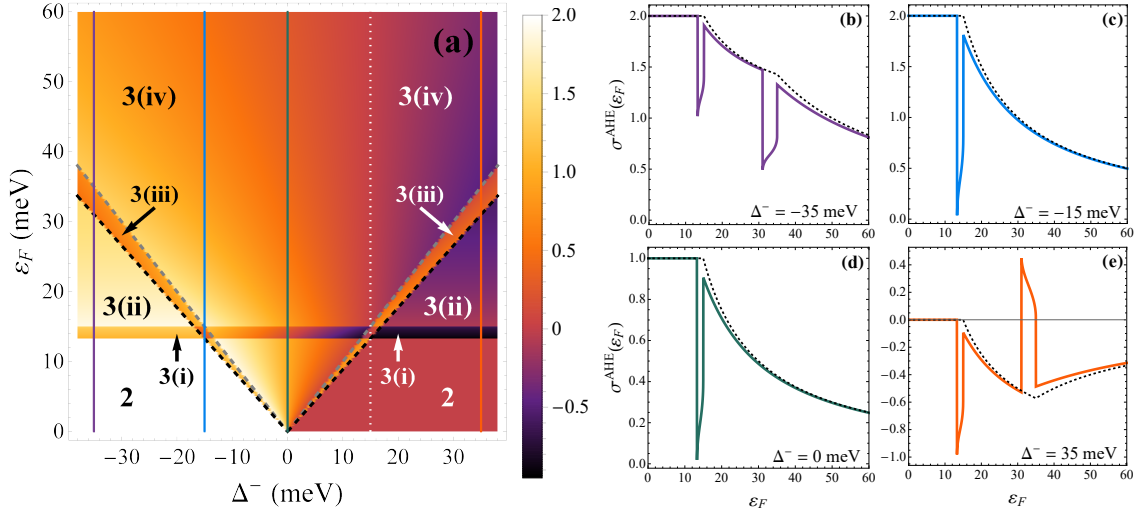 (a)
60
50
40
30
20
10
0
ε_F (meV)
3(iv)
3(iv)
3(iii)
3(iii)
3(ii)
3(ii)
3(i)
3(i)
2
2
−30 −20 −10 0 10 20 30
Δ⁻ (meV)
2.0
1.5
1.0
0.5
0
−0.5
(b)
2.0
1.5
1.0
0.5
0.0
σ^AHE(ε_F)
Δ⁻ = −35 meV
0 10 20 30 40 50 60
(c)
2.0
1.5
1.0
0.5
0.0
Δ⁻ = −15 meV
0 10 20 30 40 50 60
(d)
1.0
0.8
0.6
0.4
0.2
0.0
σ^AHE(ε_F)
Δ⁻ = 0 meV
0 10 20 30 40 50 60
ε_F
(e)
0.4
0.2
0.0
−0.2
−0.4
−0.6
−0.8
−1.0
Δ⁻ = 35 meV
0 10 20 30 40 50 60
ε_F